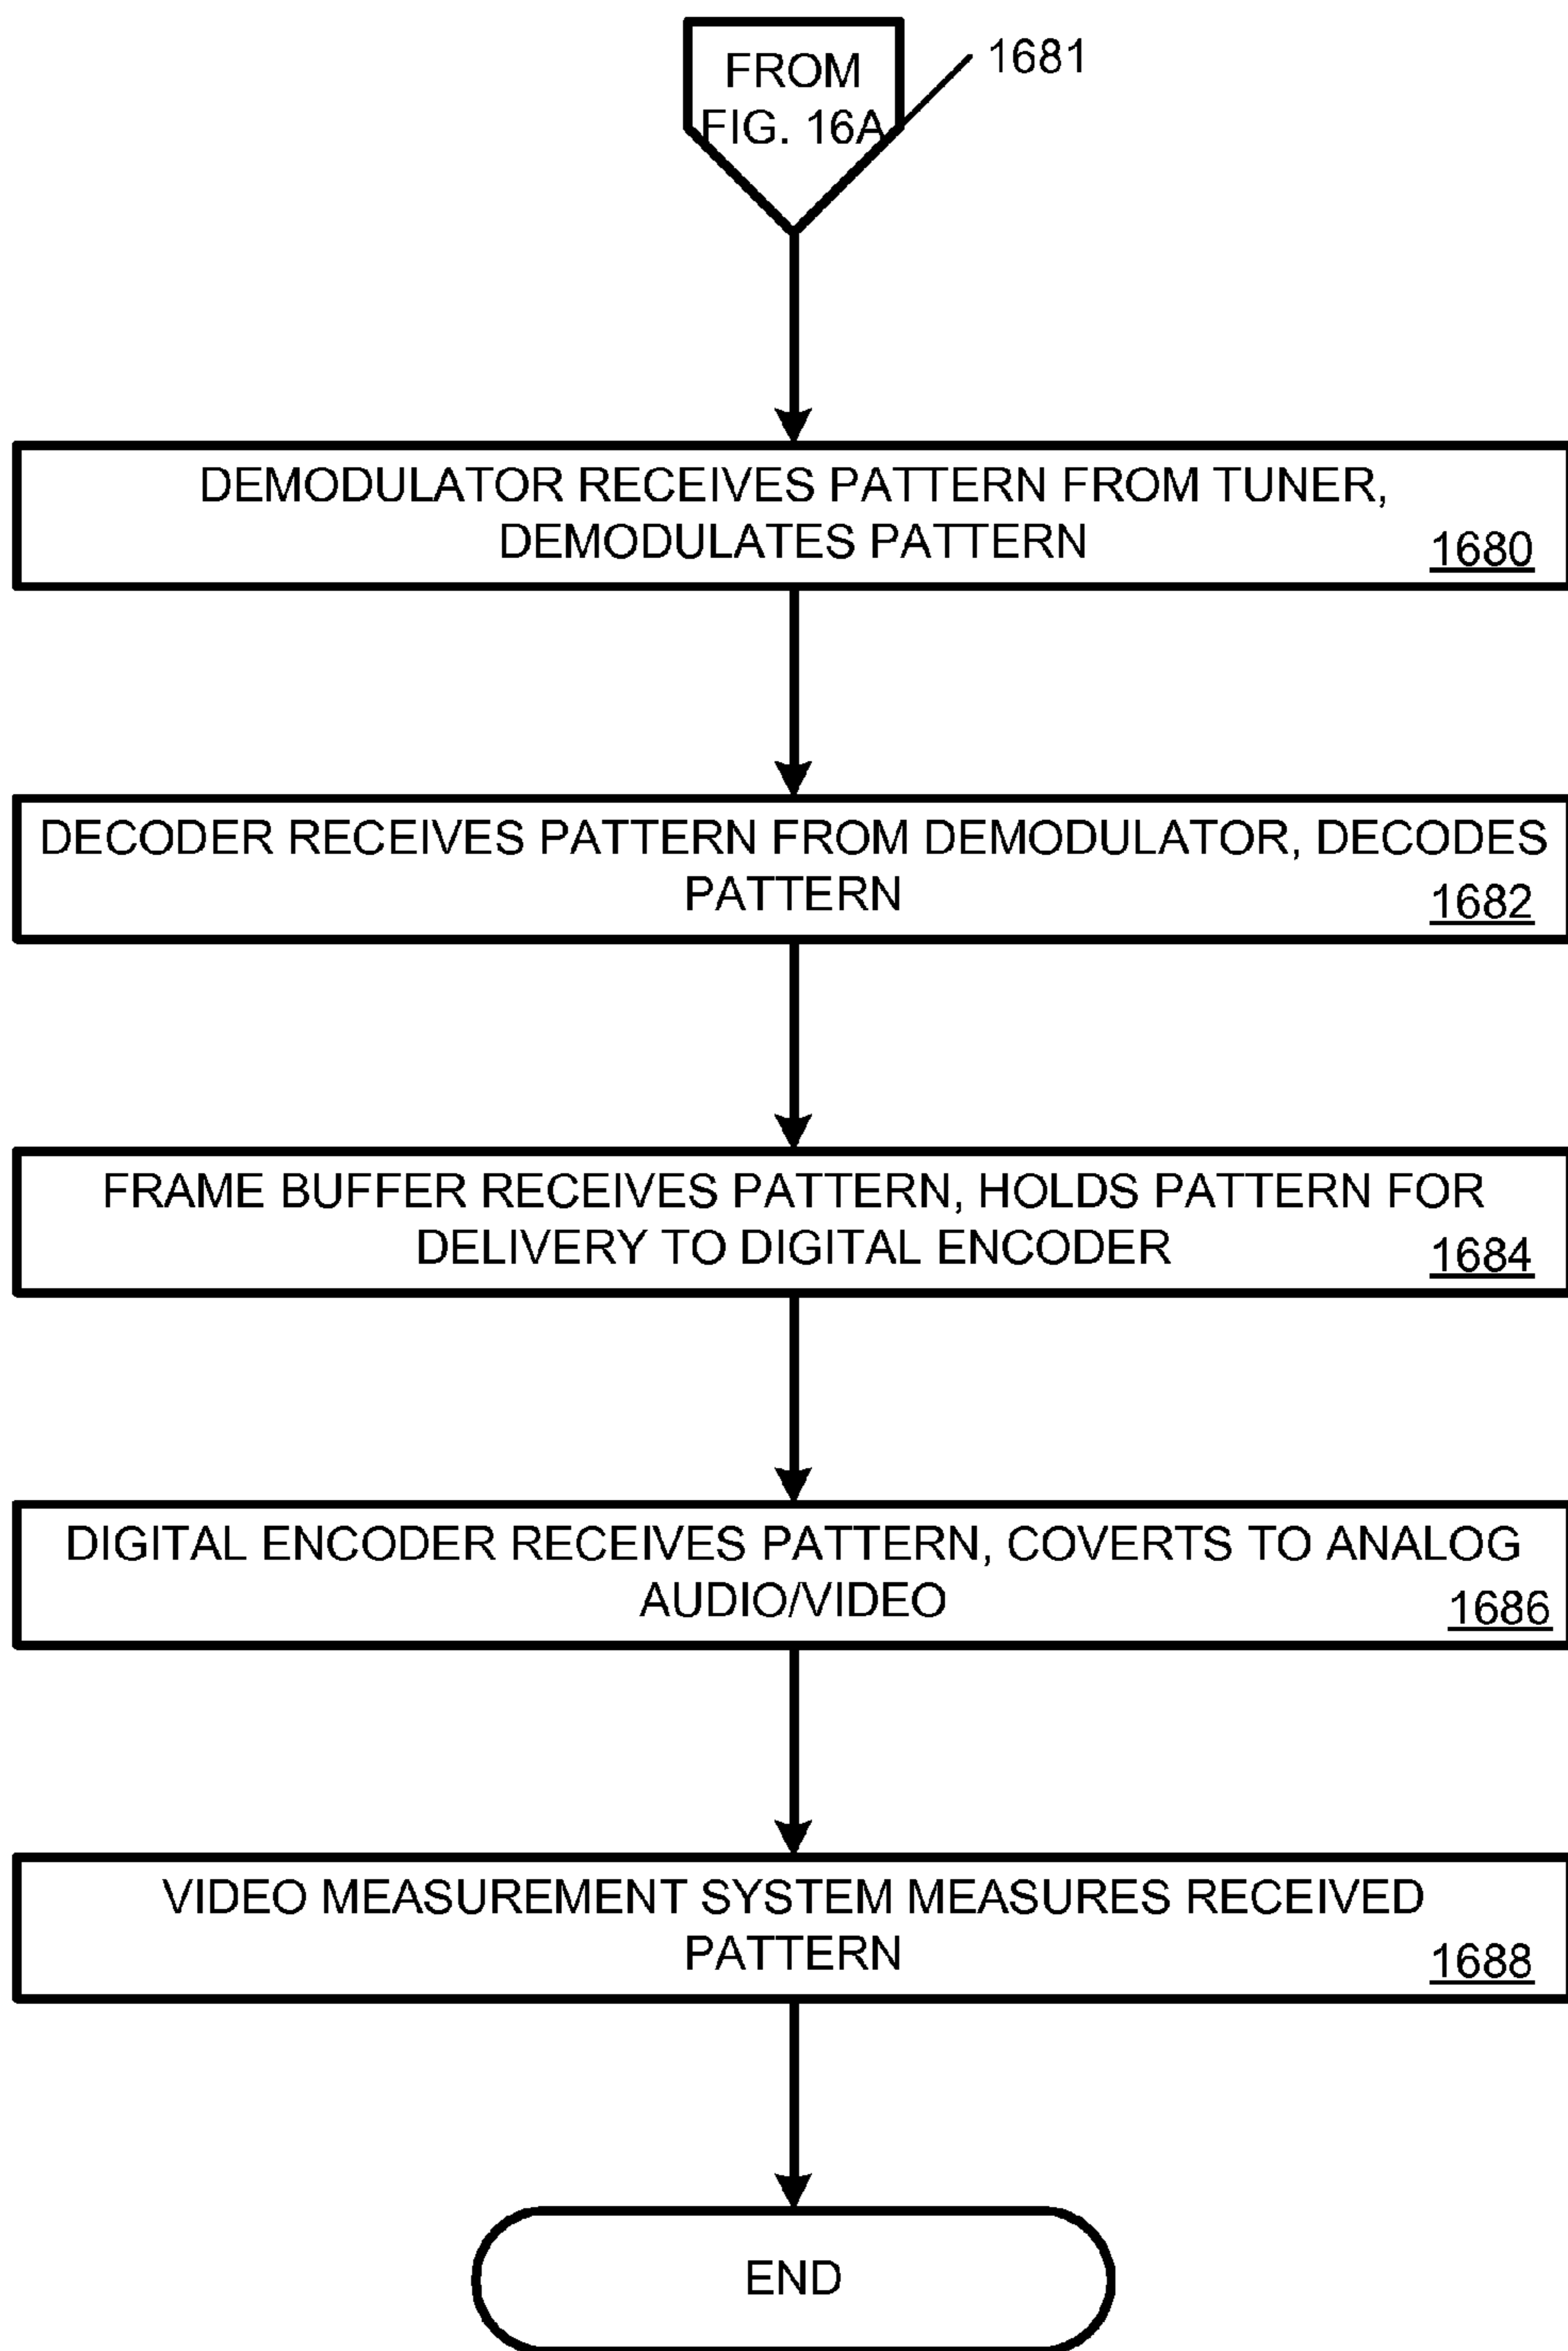 FROM
FIG. 16A
1681
DEMODULATOR RECEIVES PATTERN FROM TUNER,
DEMODULATES PATTERN
1680
DECODER RECEIVES PATTERN FROM DEMODULATOR, DECODES
PATTERN
1682
FRAME BUFFER RECEIVES PATTERN, HOLDS PATTERN FOR
DELIVERY TO DIGITAL ENCODER
1684
DIGITAL ENCODER RECEIVES PATTERN, COVERTS TO ANALOG
AUDIO/VIDEO
1686
VIDEO MEASUREMENT SYSTEM MEASURES RECEIVED
PATTERN
1688
END